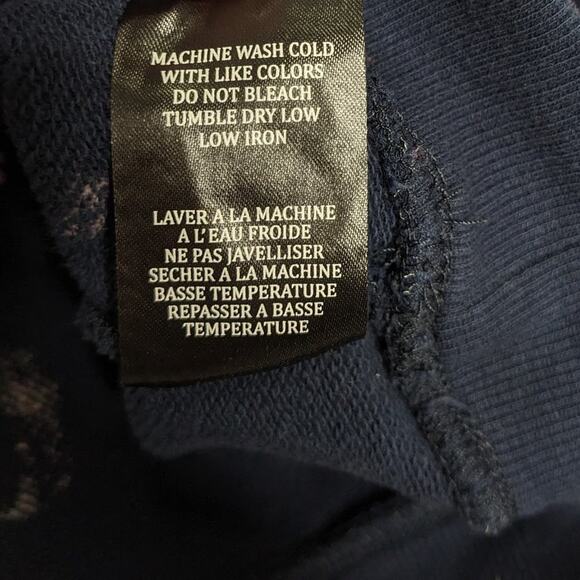 MACHINE WASH COLD
WITH LIKE COLORS
DO NOT BLEACH
TUMBLE DRY LOW
LOW IRON
LAVER A LA MACHINE
A L'EAU FROIDE
NE PAS JAVELLISER
SECHER A LA MACHINE
BASSE TEMPERATURE
REPASSER A BASSE
TEMPERATURE